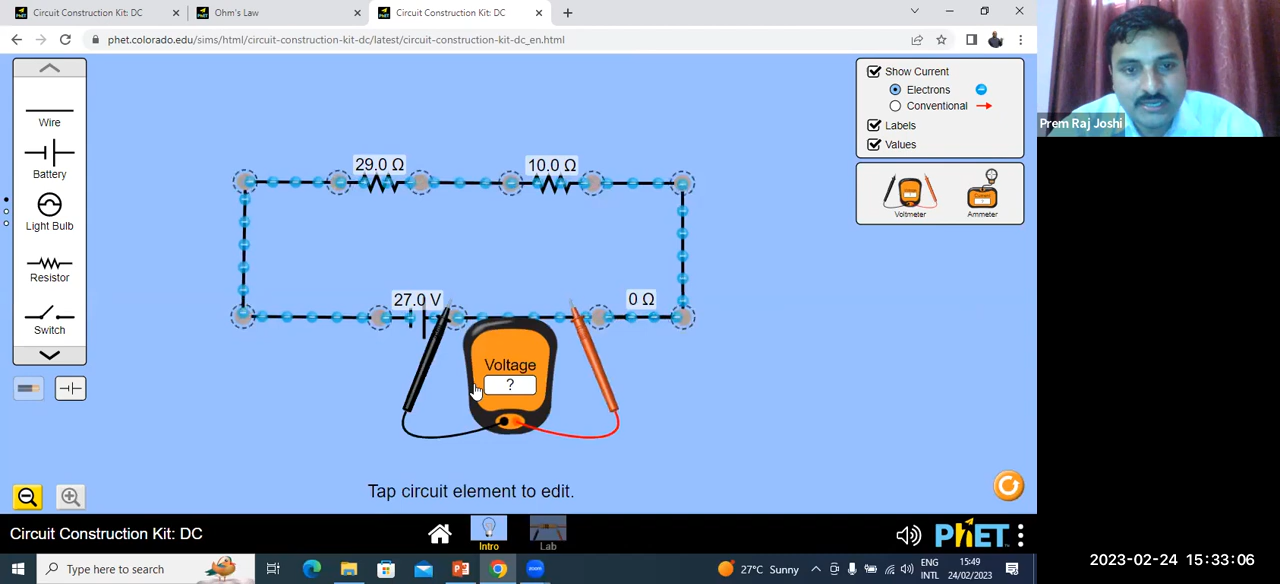 Circuit Construction Kit: DC
Ohm's Law
Circuit Construction Kit: DC
phet.colorado.edu/sims/html/circuit-construction-kit-dc/latest/circuit-construction-kit-dc_en.html
Wire
Battery
Light Bulb
Resistor
Switch
29.0 Ω
10.0 Ω
27.0 V
0 Ω
Voltage
?
Show Current
Electrons
Conventional
Labels
Values
Voltmeter
Ammeter
Prem Raj Joshi
Tap circuit element to edit.
Circuit Construction Kit: DC
Intro
Lab
PhET
Type here to search
27°C Sunny
ENG
INTL
15:49
24/02/2023
2023-02-24 15:33:06